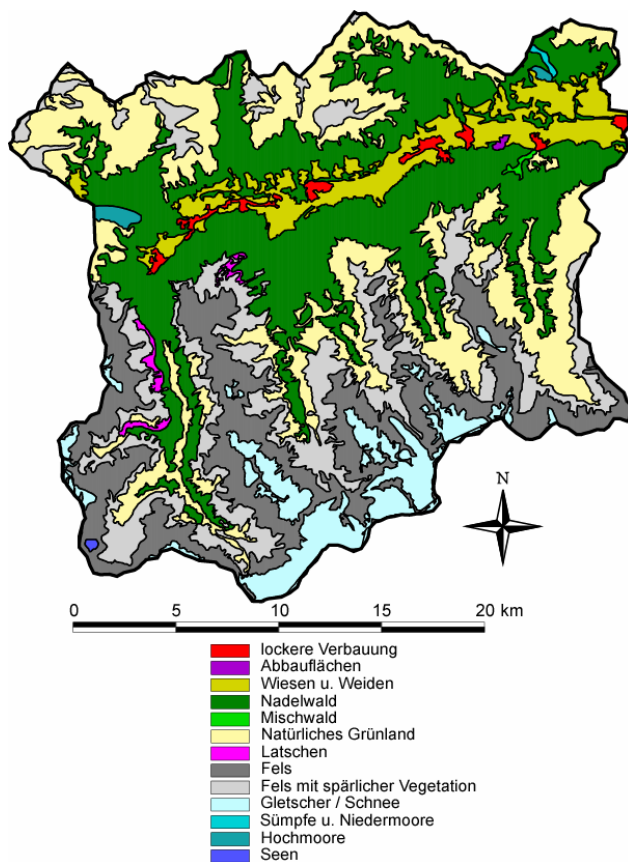 N
0 5 10 15 20 km
lockere Verbauung
Abbauflächen
Wiesen u. Weiden
Nadelwald
Mischwald
Natürliches Grünland
Latschen
Fels
Fels mit spärlicher Vegetation
Gletscher / Schnee
Sümpfe u. Niedermoore
Hochmoore
Seen